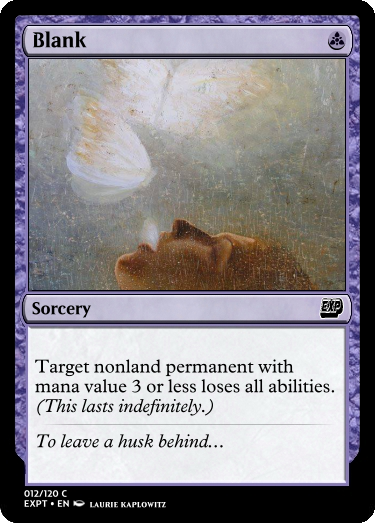 Blank
Sorcery
EXP
Target nonland permanent with
mana value 3 or less loses all abilities.
(This lasts indefinitely.)
To leave a husk behind…
012/120 C
EXPT • EN LAURIE KAPLOWITZ